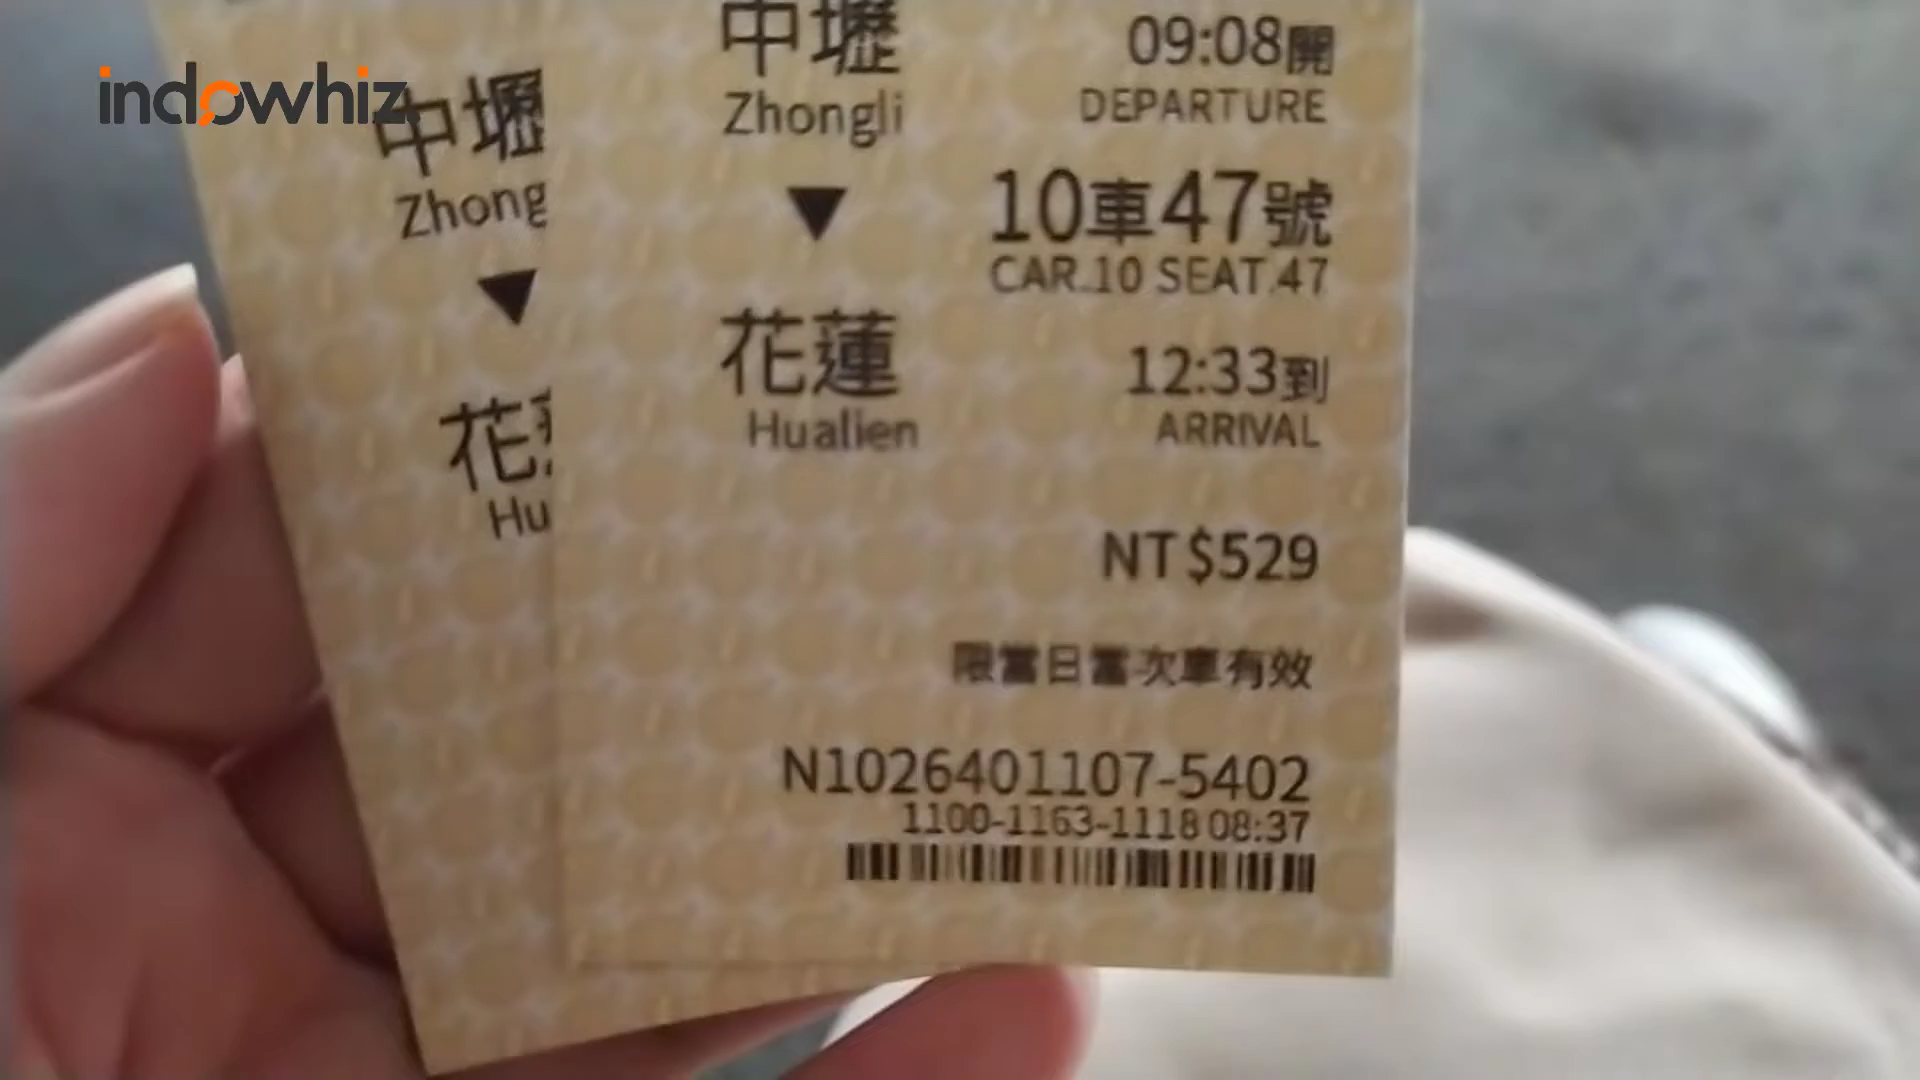 indowhiz
中壢
Zhong
花
Hu
中壢
Zhongli
09:08開
DEPARTURE
10車47號
CAR.10 SEAT.47
花蓮
Hualien
12:33到
ARRIVAL
NT$529
限當日當次車有效
N1026401107-5402
1100-1163-1118 08:37